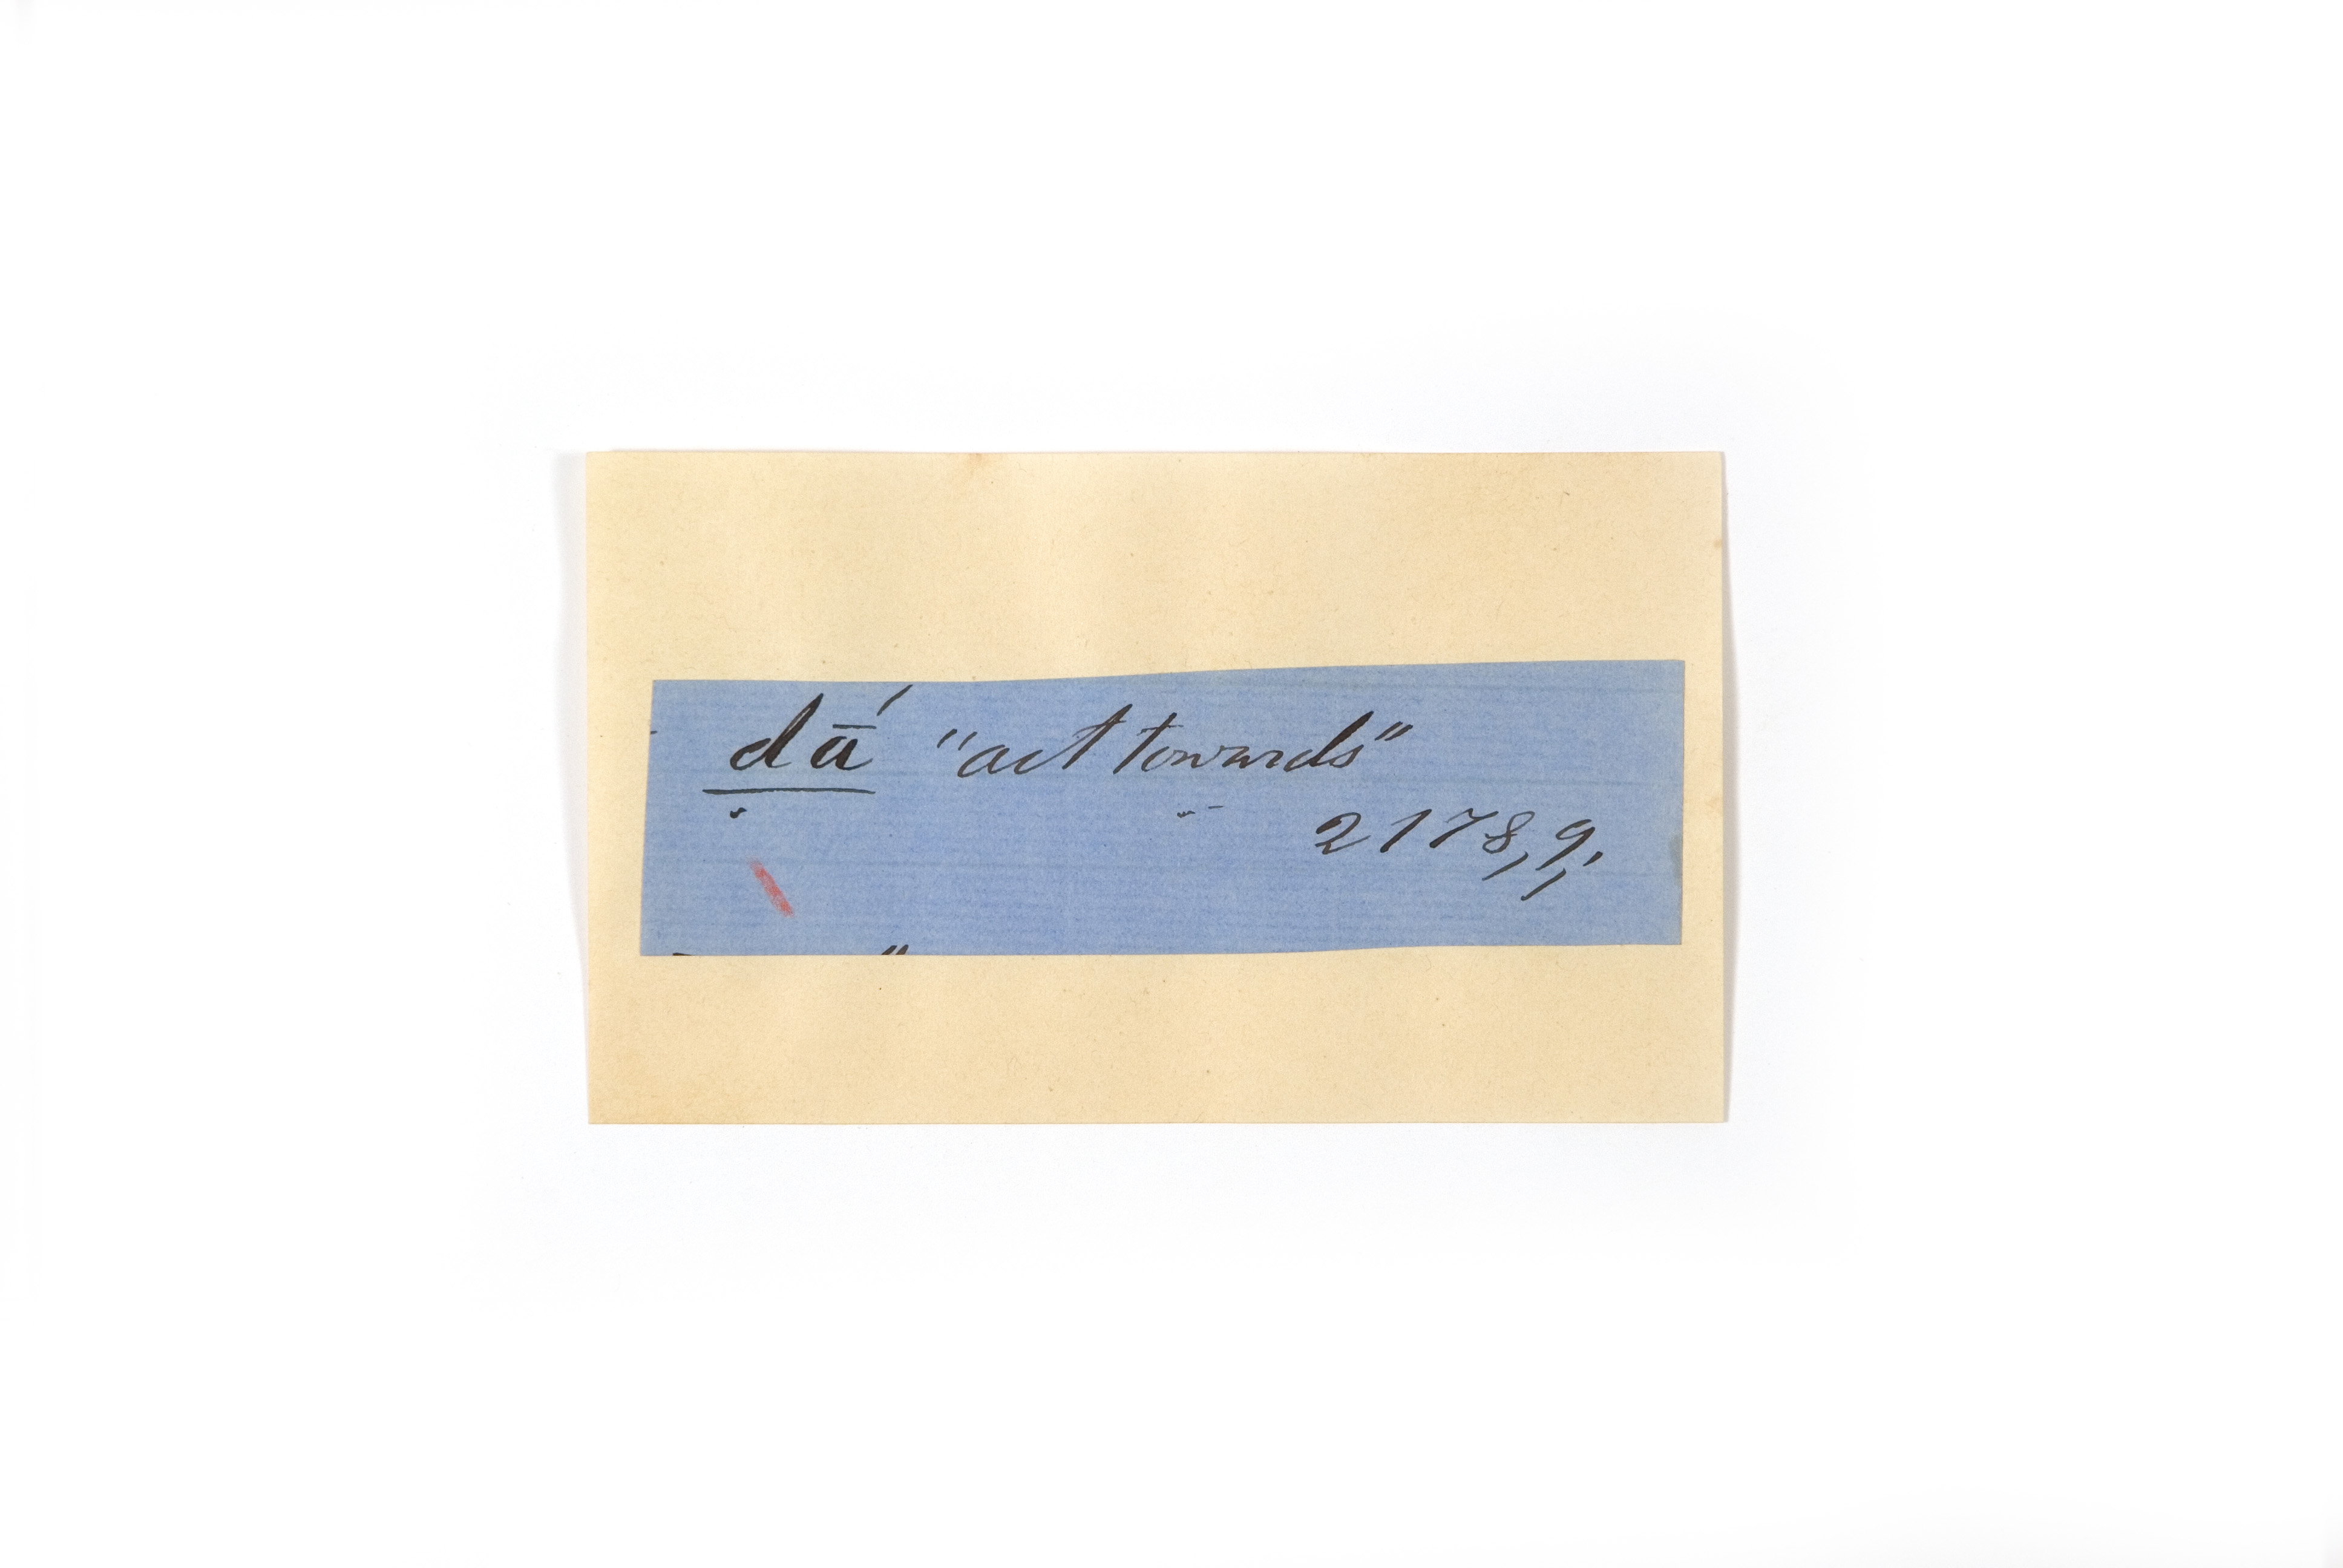 dā́ "act towards"
2178, 9,